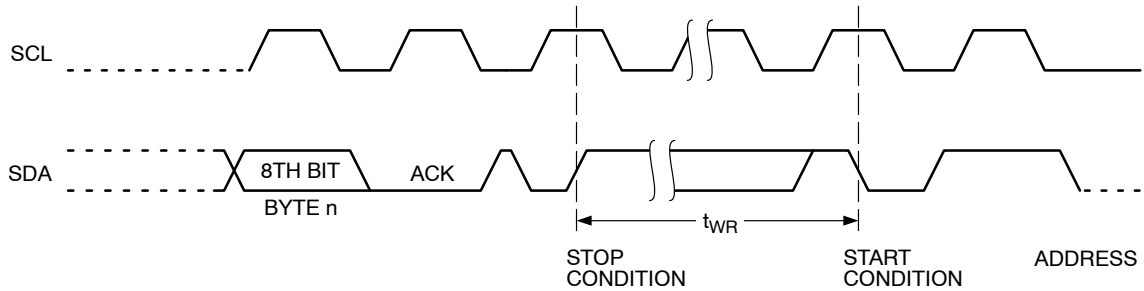 SCL
SDA
8TH BIT
ACK
BYTE n
tWR
STOP
CONDITION
START
CONDITION
ADDRESS